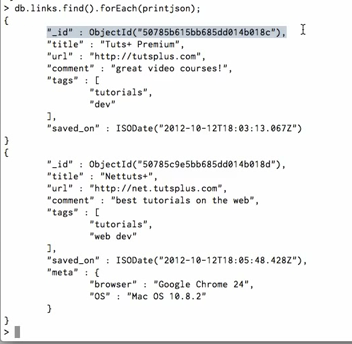 > db.links.find().forEach(printjson);
{
"_id" : ObjectId("50785b615bb685dd014b018c"),
"title" : "Tuts+ Premium",
"url" : "http://tutsplus.com",
"comment" : "great video courses!",
"tags" : [
"tutorials",
"dev"
],
"saved_on" : ISODate("2012-10-12T18:03:13.067Z")
}
{
"_id" : ObjectId("50785c9e5bb685dd014b018d"),
"title" : "Nettuts+",
"url" : "http://net.tutsplus.com",
"comment" : "best tutorials on the web",
"tags" : [
"tutorials",
"web dev"
],
"saved_on" : ISODate("2012-10-12T18:05:48.428Z"),
"meta" : {
"browser" : "Google Chrome 24",
"OS" : "Mac OS 10.8.2"
}
}
>